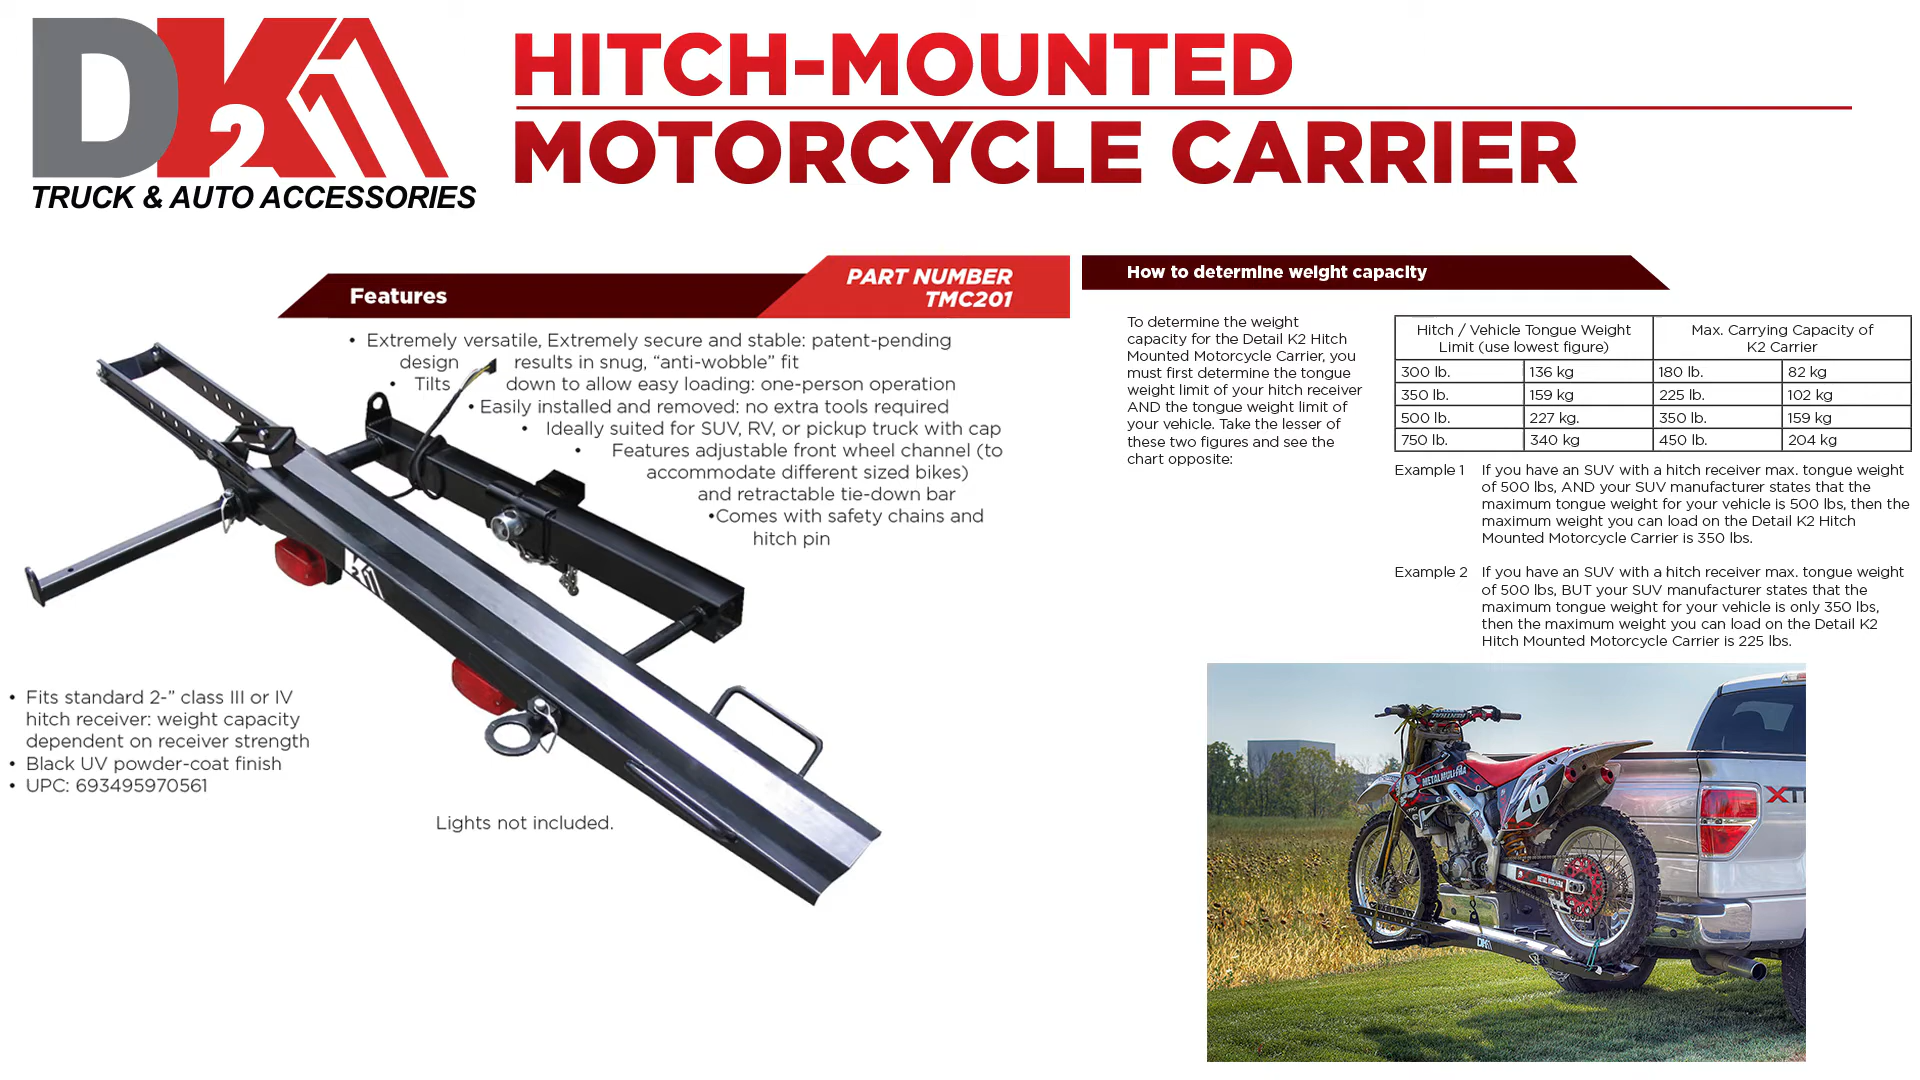 DK2
TRUCK & AUTO ACCESSORIES
HITCH-MOUNTED
MOTORCYCLE CARRIER
Features
PART NUMBER
TMC201
• Extremely versatile, Extremely secure and stable: patent-pending
design results in snug, “anti-wobble” fit
• Tilts down to allow easy loading: one-person operation
• Easily installed and removed: no extra tools required
• Ideally suited for SUV, RV, or pickup truck with cap
• Features adjustable front wheel channel (to
accommodate different sized bikes)
and retractable tie-down bar
•Comes with safety chains and
hitch pin
• Fits standard 2-” class III or IV
hitch receiver: weight capacity
dependent on receiver strength
• Black UV powder-coat finish
• UPC: 693495970561
Lights not included.
How to determine weight capacity
To determine the weight
capacity for the Detail K2 Hitch
Mounted Motorcycle Carrier, you
must first determine the tongue
weight limit of your hitch receiver
AND the tongue weight limit of
your vehicle. Take the lesser of
these two figures and see the
chart opposite:
Hitch / Vehicle Tongue Weight
Limit (use lowest figure)
Max. Carrying Capacity of
K2 Carrier
300 lb. 136 kg 180 lb. 82 kg
350 lb. 159 kg 225 lb. 102 kg
500 lb. 227 kg. 350 lb. 159 kg
750 lb. 340 kg 450 lb. 204 kg
Example 1 If you have an SUV with a hitch receiver max. tongue weight
of 500 lbs, AND your SUV manufacturer states that the
maximum tongue weight for your vehicle is 500 lbs, then the
maximum weight you can load on the Detail K2 Hitch
Mounted Motorcycle Carrier is 350 lbs.
Example 2 If you have an SUV with a hitch receiver max. tongue weight
of 500 lbs, BUT your SUV manufacturer states that the
maximum tongue weight for your vehicle is only 350 lbs,
then the maximum weight you can load on the Detail K2
Hitch Mounted Motorcycle Carrier is 225 lbs.
METALMULISHA
26